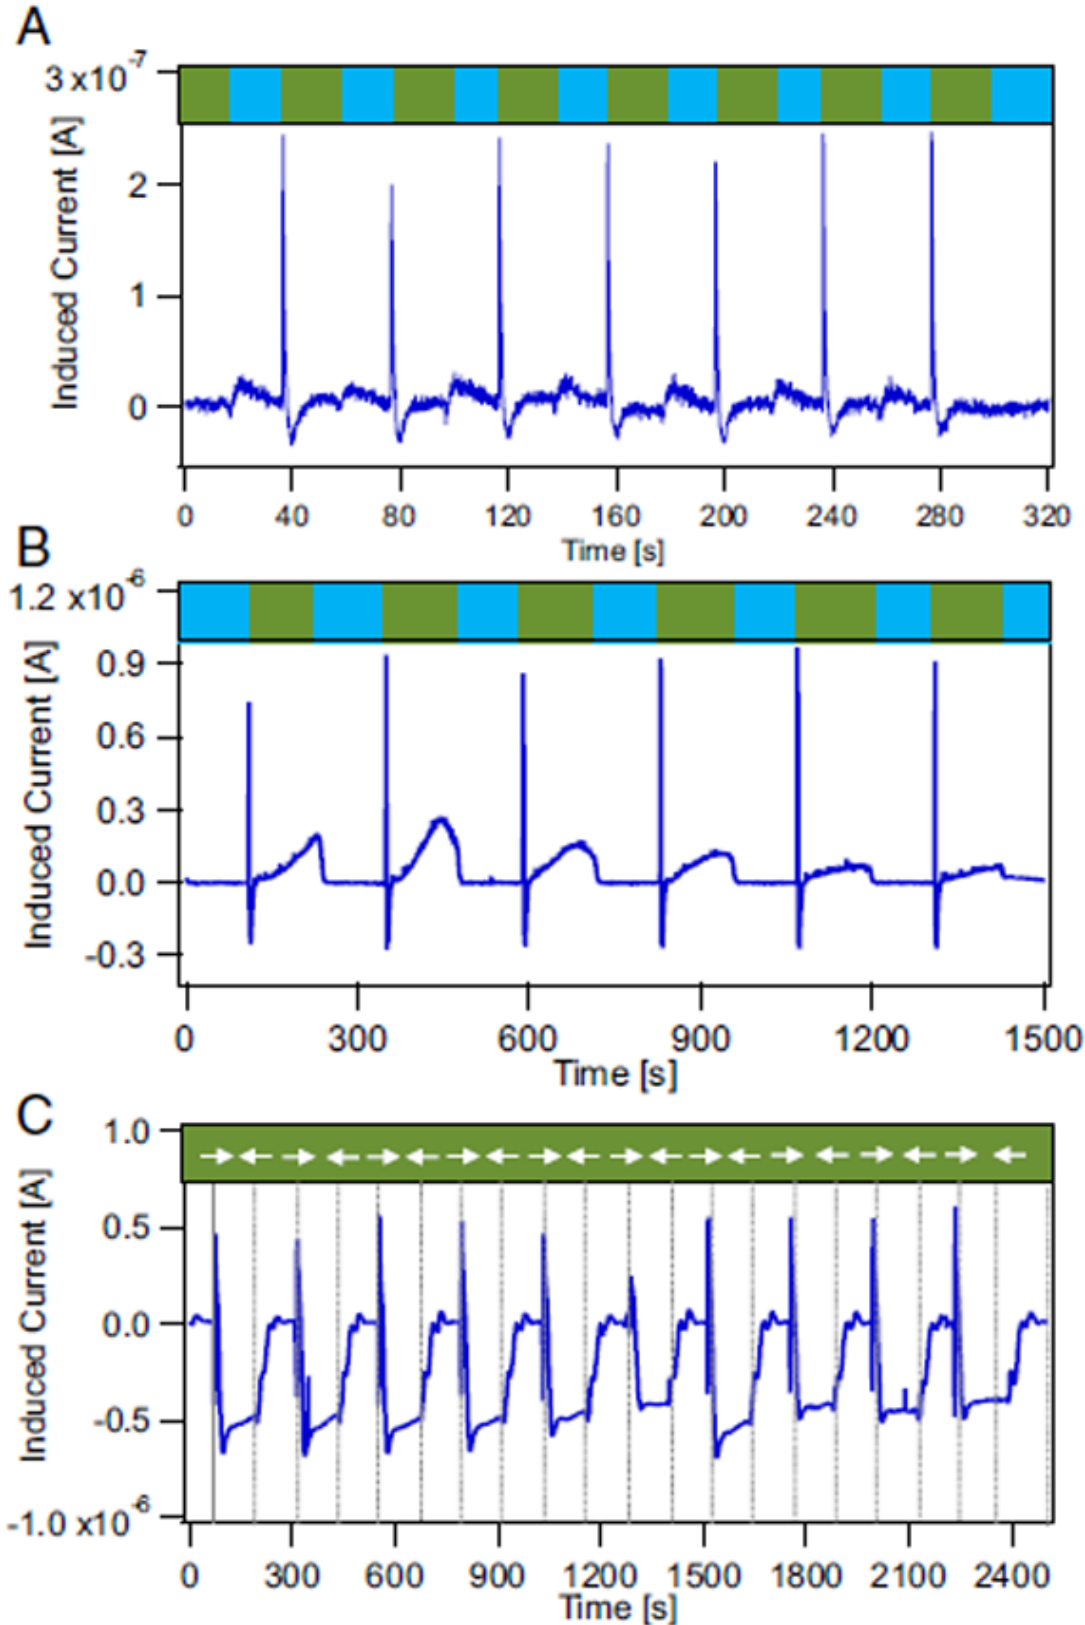 A
3 x10⁻⁷
2
1
0
Induced Current [A]
0 40 80 120 160 200 240 280 320
Time [s]
B
1.2 x10⁻⁶
0.9
0.6
0.3
0.0
-0.3
Induced Current [A]
0 300 600 900 1200 1500
Time [s]
C
1.0
0.5
0.0
-0.5
-1.0 x10⁻⁶
Induced Current [A]
0 300 600 900 1200 1500 1800 2100 2400
Time [s]